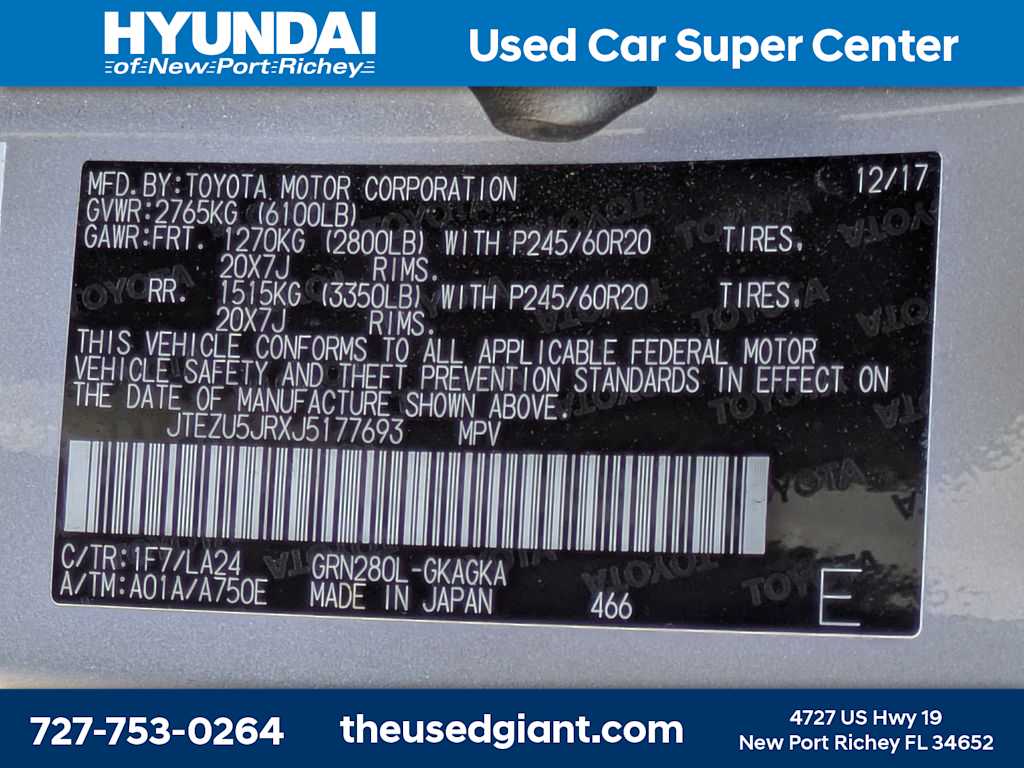 HYUNDAI
of New Port Richey
Used Car Super Center
MFD. BY: TOYOTA MOTOR CORPORATION 12/17
GVWR: 2765KG (6100LB)
GAWR: FRT. 1270KG (2800LB) WITH P245/60R20 TIRES,
20X7J RIMS.
RR. 1515KG (3350LB) WITH P245/60R20 TIRES,
20X7J RIMS.
THIS VEHICLE CONFORMS TO ALL APPLICABLE FEDERAL MOTOR
VEHICLE SAFETY AND THEFT PREVENTION STANDARDS IN EFFECT ON
THE DATE OF MANUFACTURE SHOWN ABOVE.
JTEZU5JRXJ5177693 MPV
C/TR: 1F7/LA24 GRN280L-GKAGKA
A/TM: A01A/A750E MADE IN JAPAN 466 E
727-753-0264
theusedgiant.com
4727 US Hwy 19
New Port Richey FL 34652